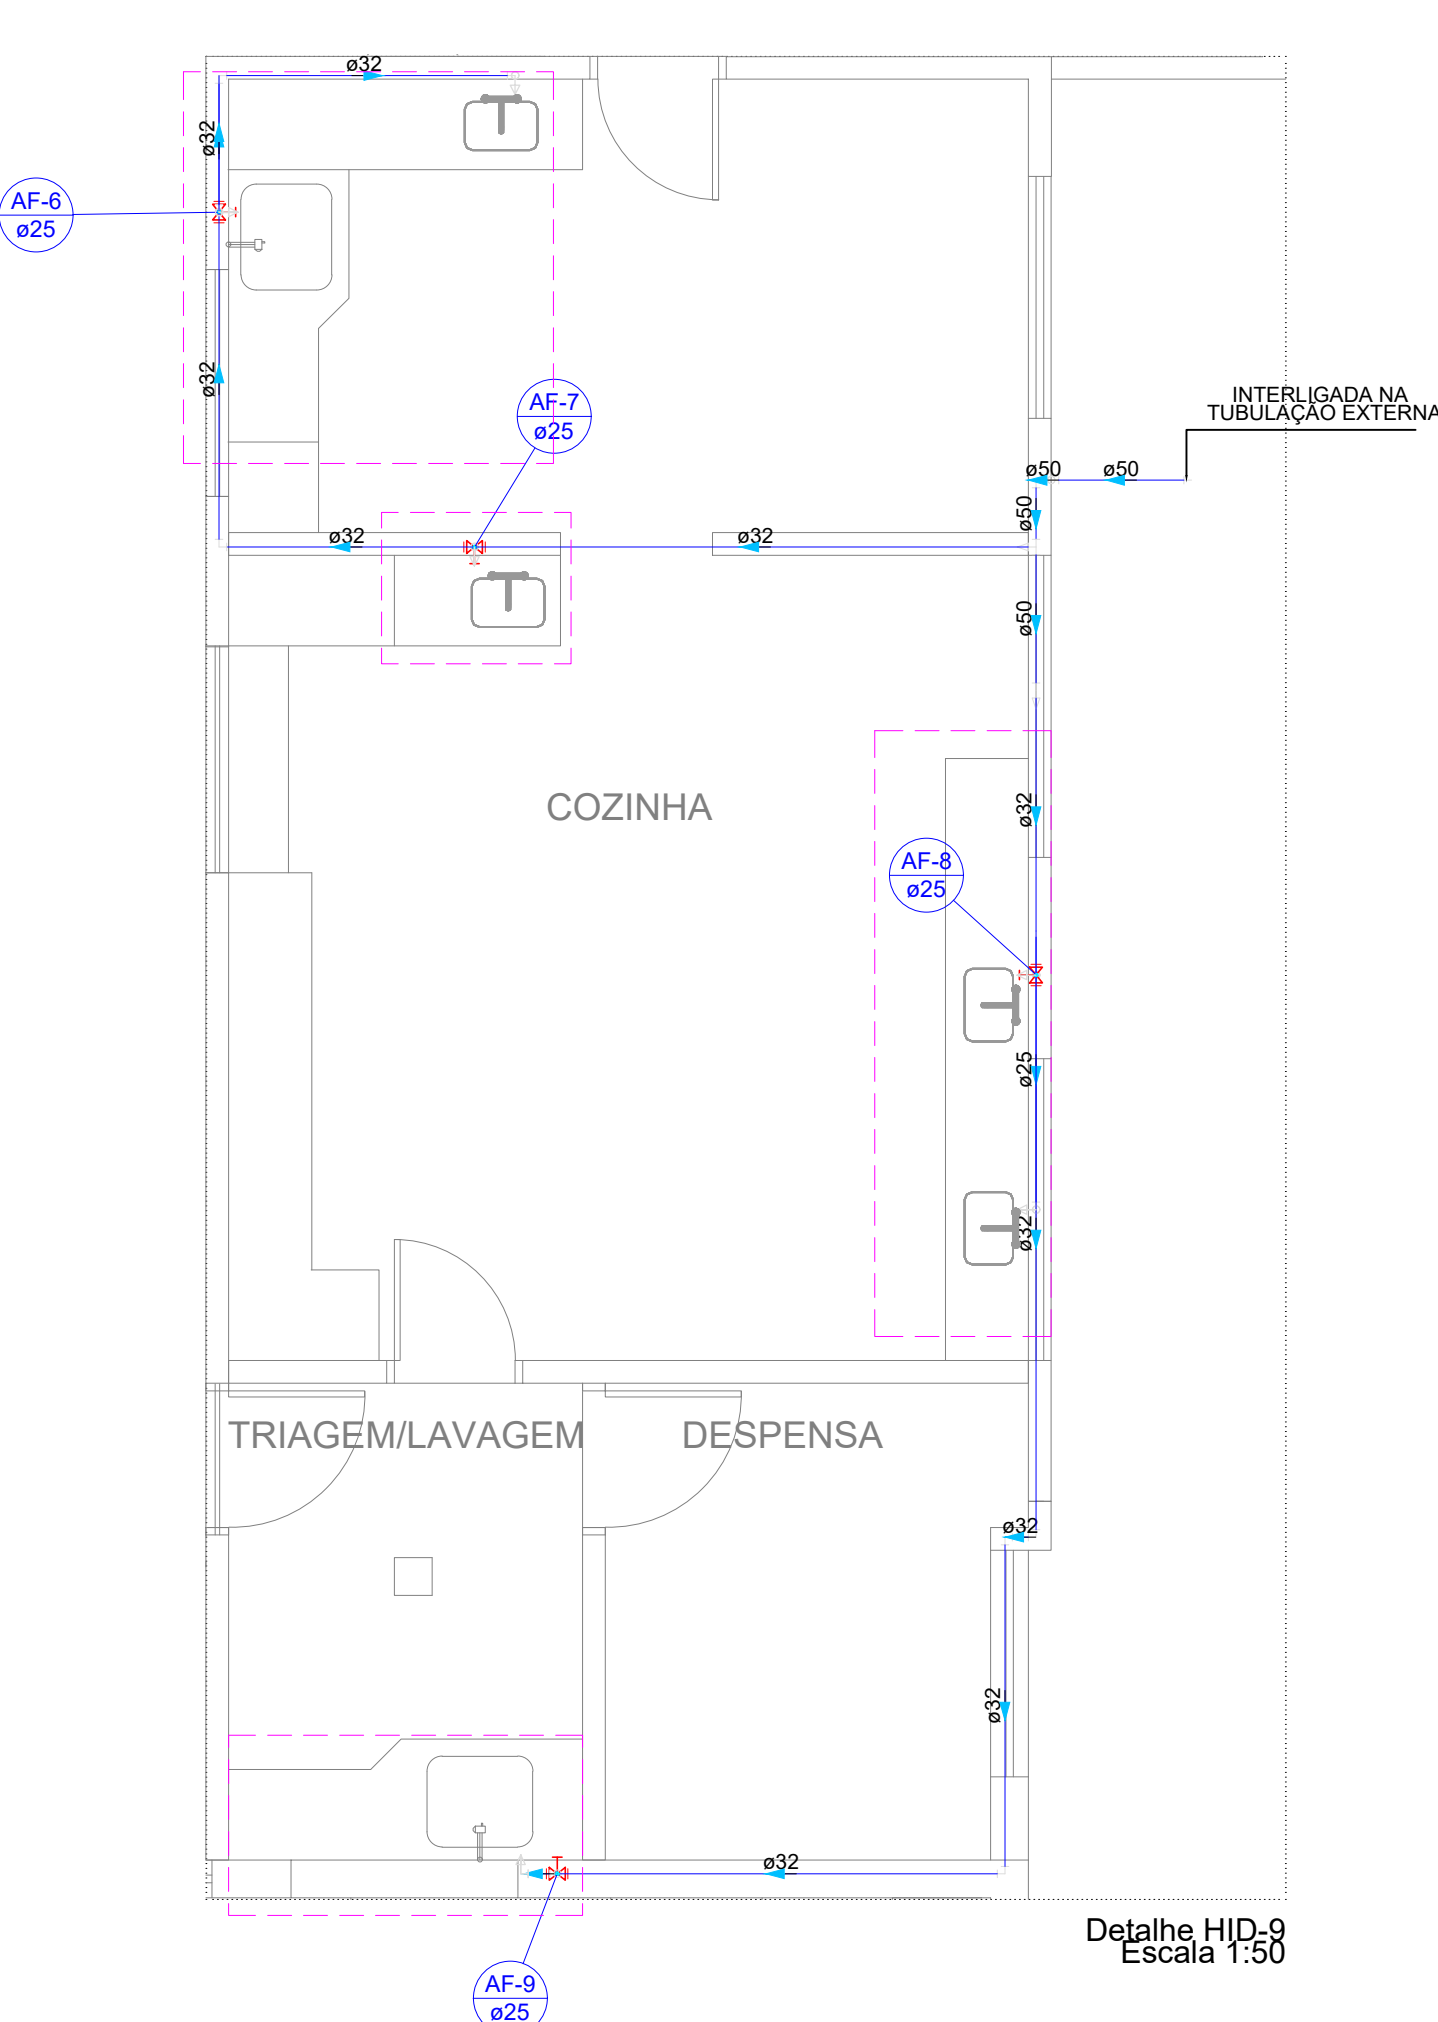 ø32
ø32
AF-6
ø25
ø32
AF-7
ø25
INTERLIGADA NA
TUBULAÇÃO EXTERNA
ø50
ø50
ø50
ø32
ø32
ø50
COZINHA
ø32
AF-8
ø25
ø25
ø32
TRIAGEM/LAVAGEM
DESPENSA
ø32
ø32
ø32
Detalhe HID-9
Escala 1:50
AF-9
ø25